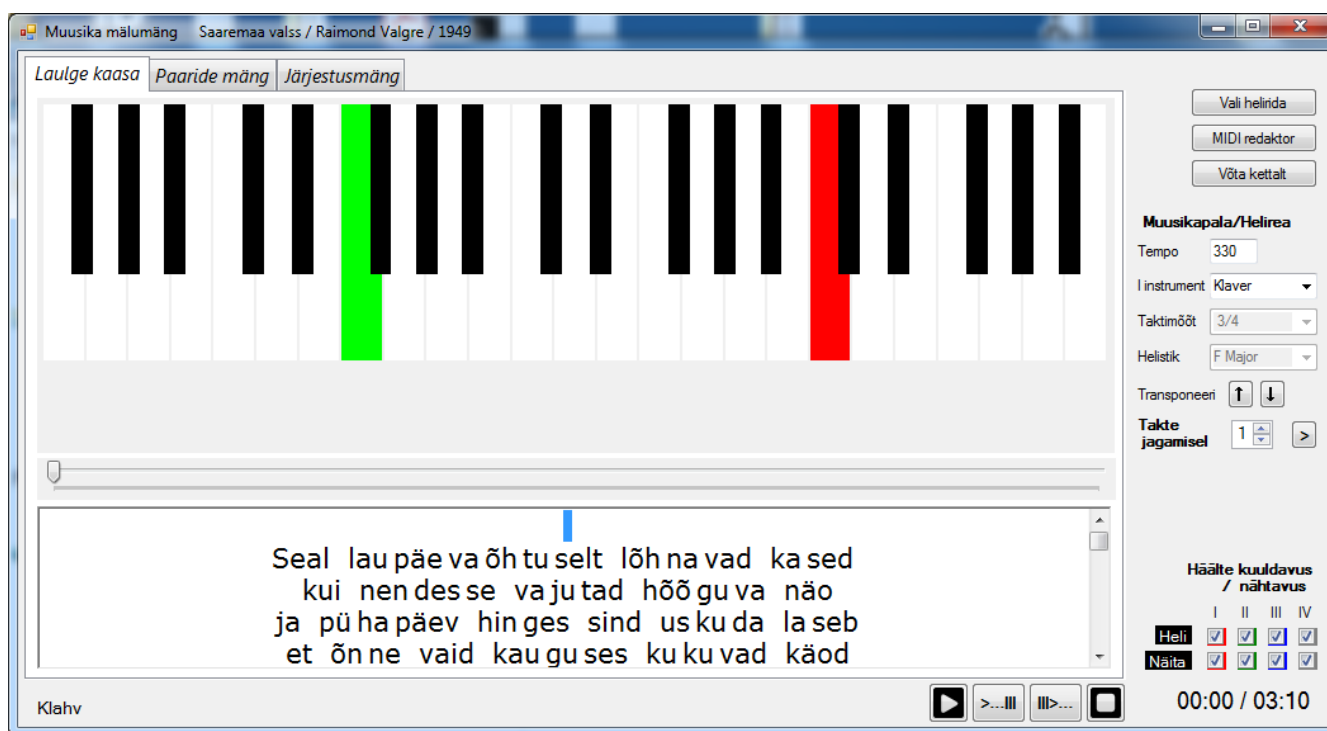 Muusika mälumäng Saaremaa valss / Raimond Valgre / 1949
Laulge kaasa Paaride mäng Järjestusmäng
Vali helirida
MIDI redaktor
Võta kettalt
Muusikapala/Helirea
Tempo 330
I instrument Klaver
Taktimõõt 3/4
Helistik F Major
Transponeeri ↑ ↓
Takte
jagamisel 1 >
Seal lau päe va õh tu selt lõh na vad ka sed
kui nen des se va ju tad hõõ gu va näo
ja pü ha päev hin ges sind us ku da la seb
et õn ne vaid kau gu ses ku ku vad käod
Häälte kuuldavus
/ nähtavus
I II III IV
Heli
Näita
Klahv
>...III III>...
00:00 / 03:10